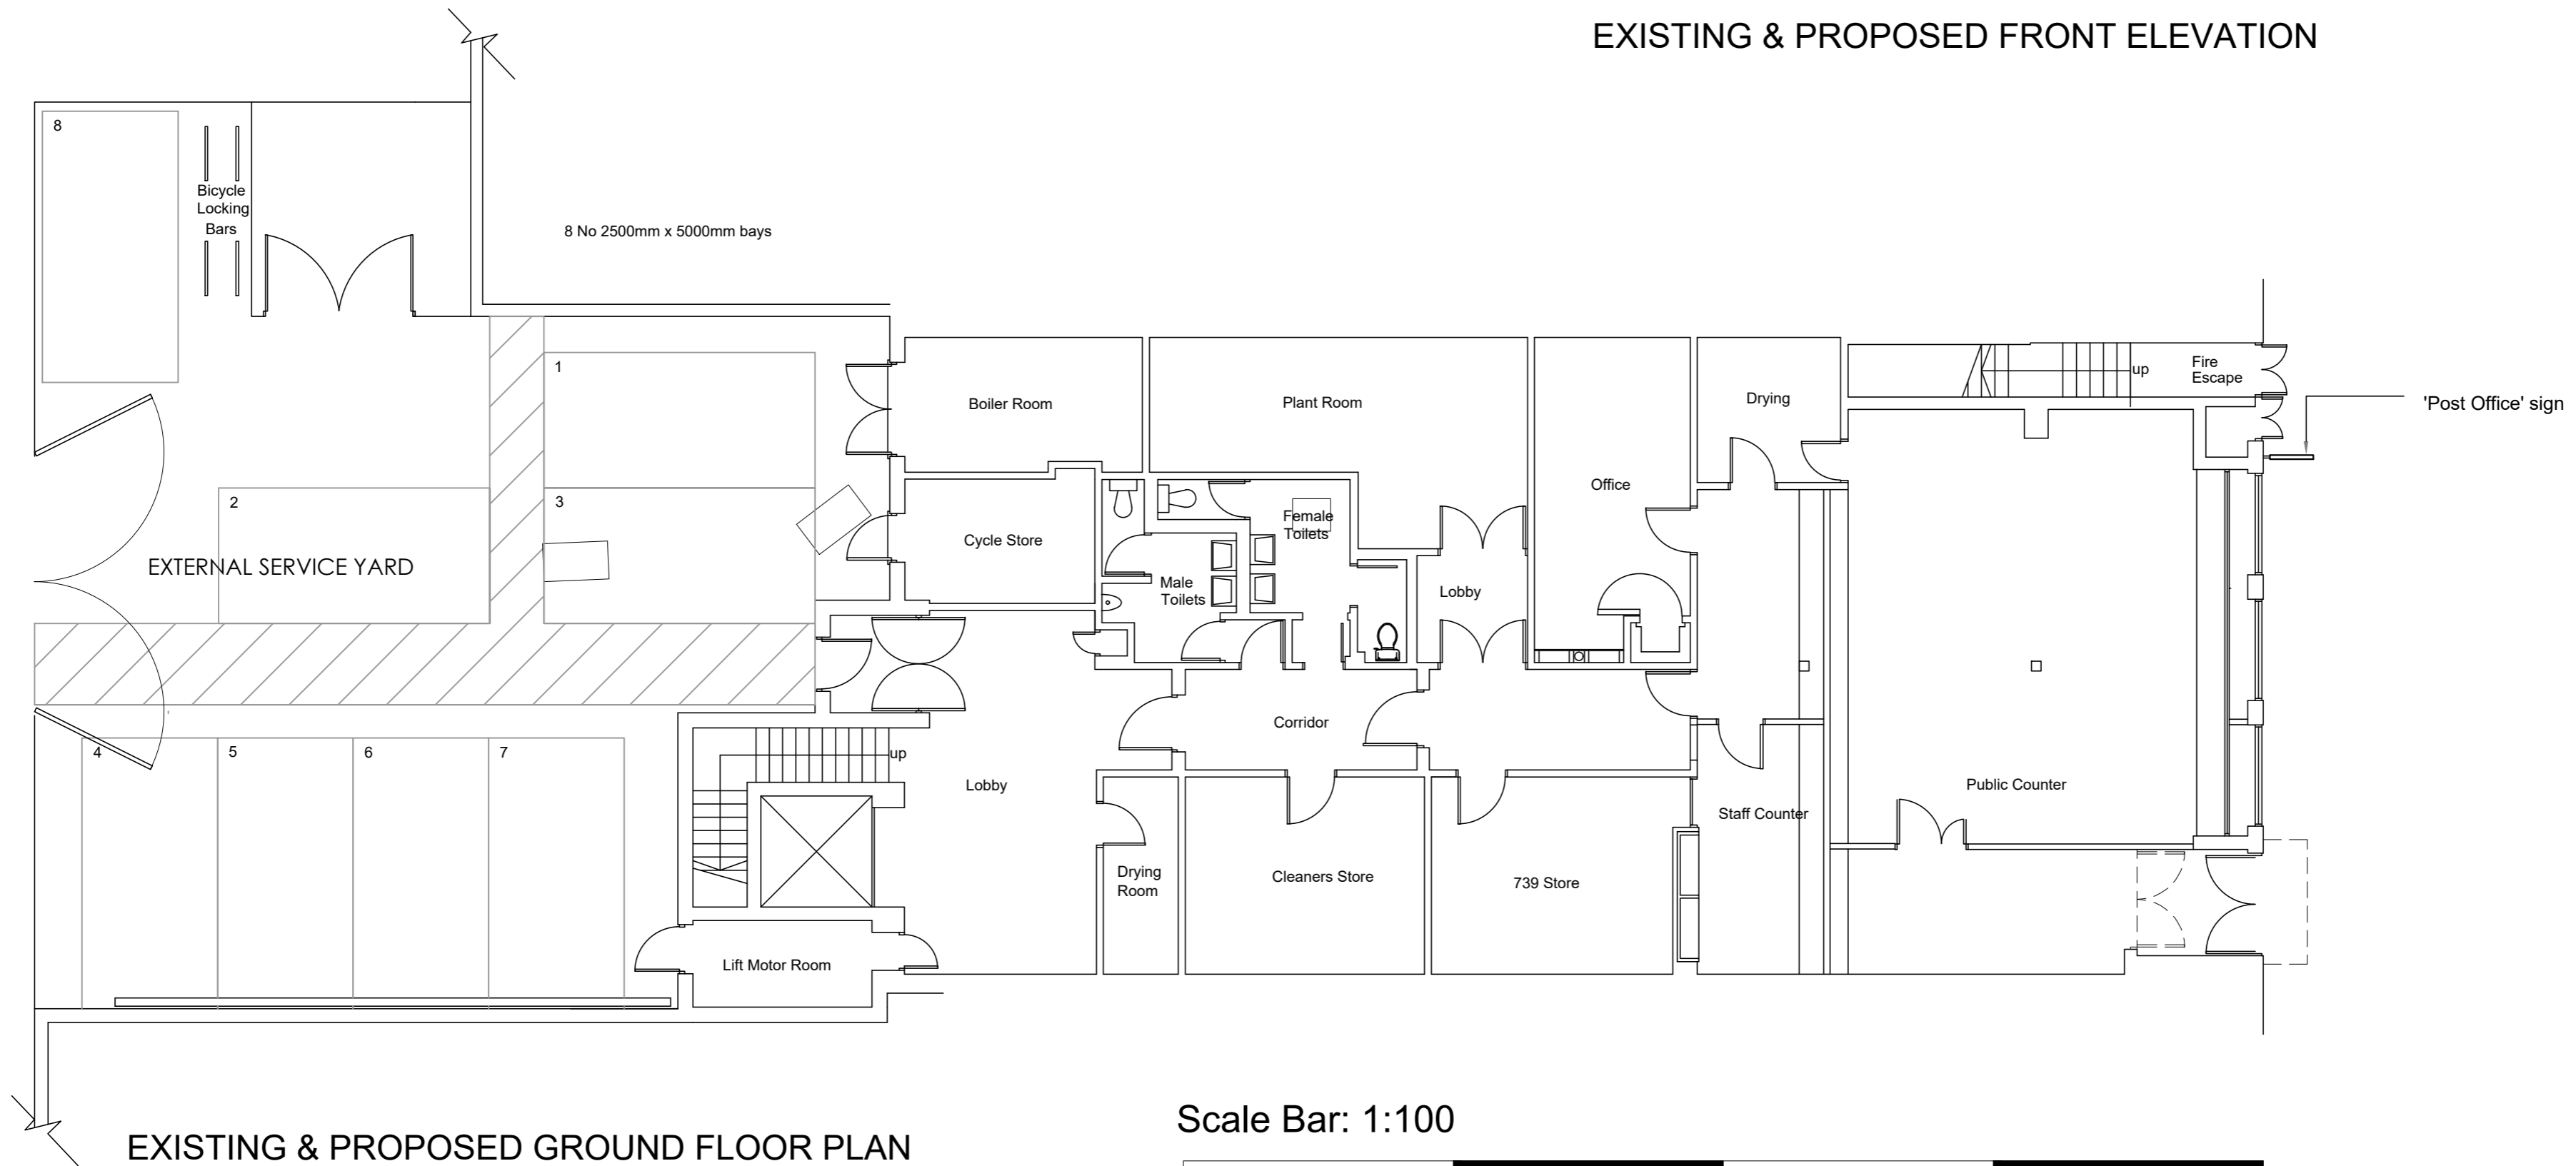 EXISTING & PROPOSED FRONT ELEVATION
8
Bicycle
Locking
Bars
8 No 2500mm x 5000mm bays
1
2
3
EXTERNAL SERVICE YARD
4
5
6
7
Boiler Room
Plant Room
Drying
up
Fire
Escape
'Post Office' sign
Office
Cycle Store
Female
Toilets
Male
Toilets
Lobby
Corridor
up
Lobby
Public Counter
Staff Counter
Drying
Room
Cleaners Store
739 Store
Lift Motor Room
Scale Bar: 1:100
EXISTING & PROPOSED GROUND FLOOR PLAN